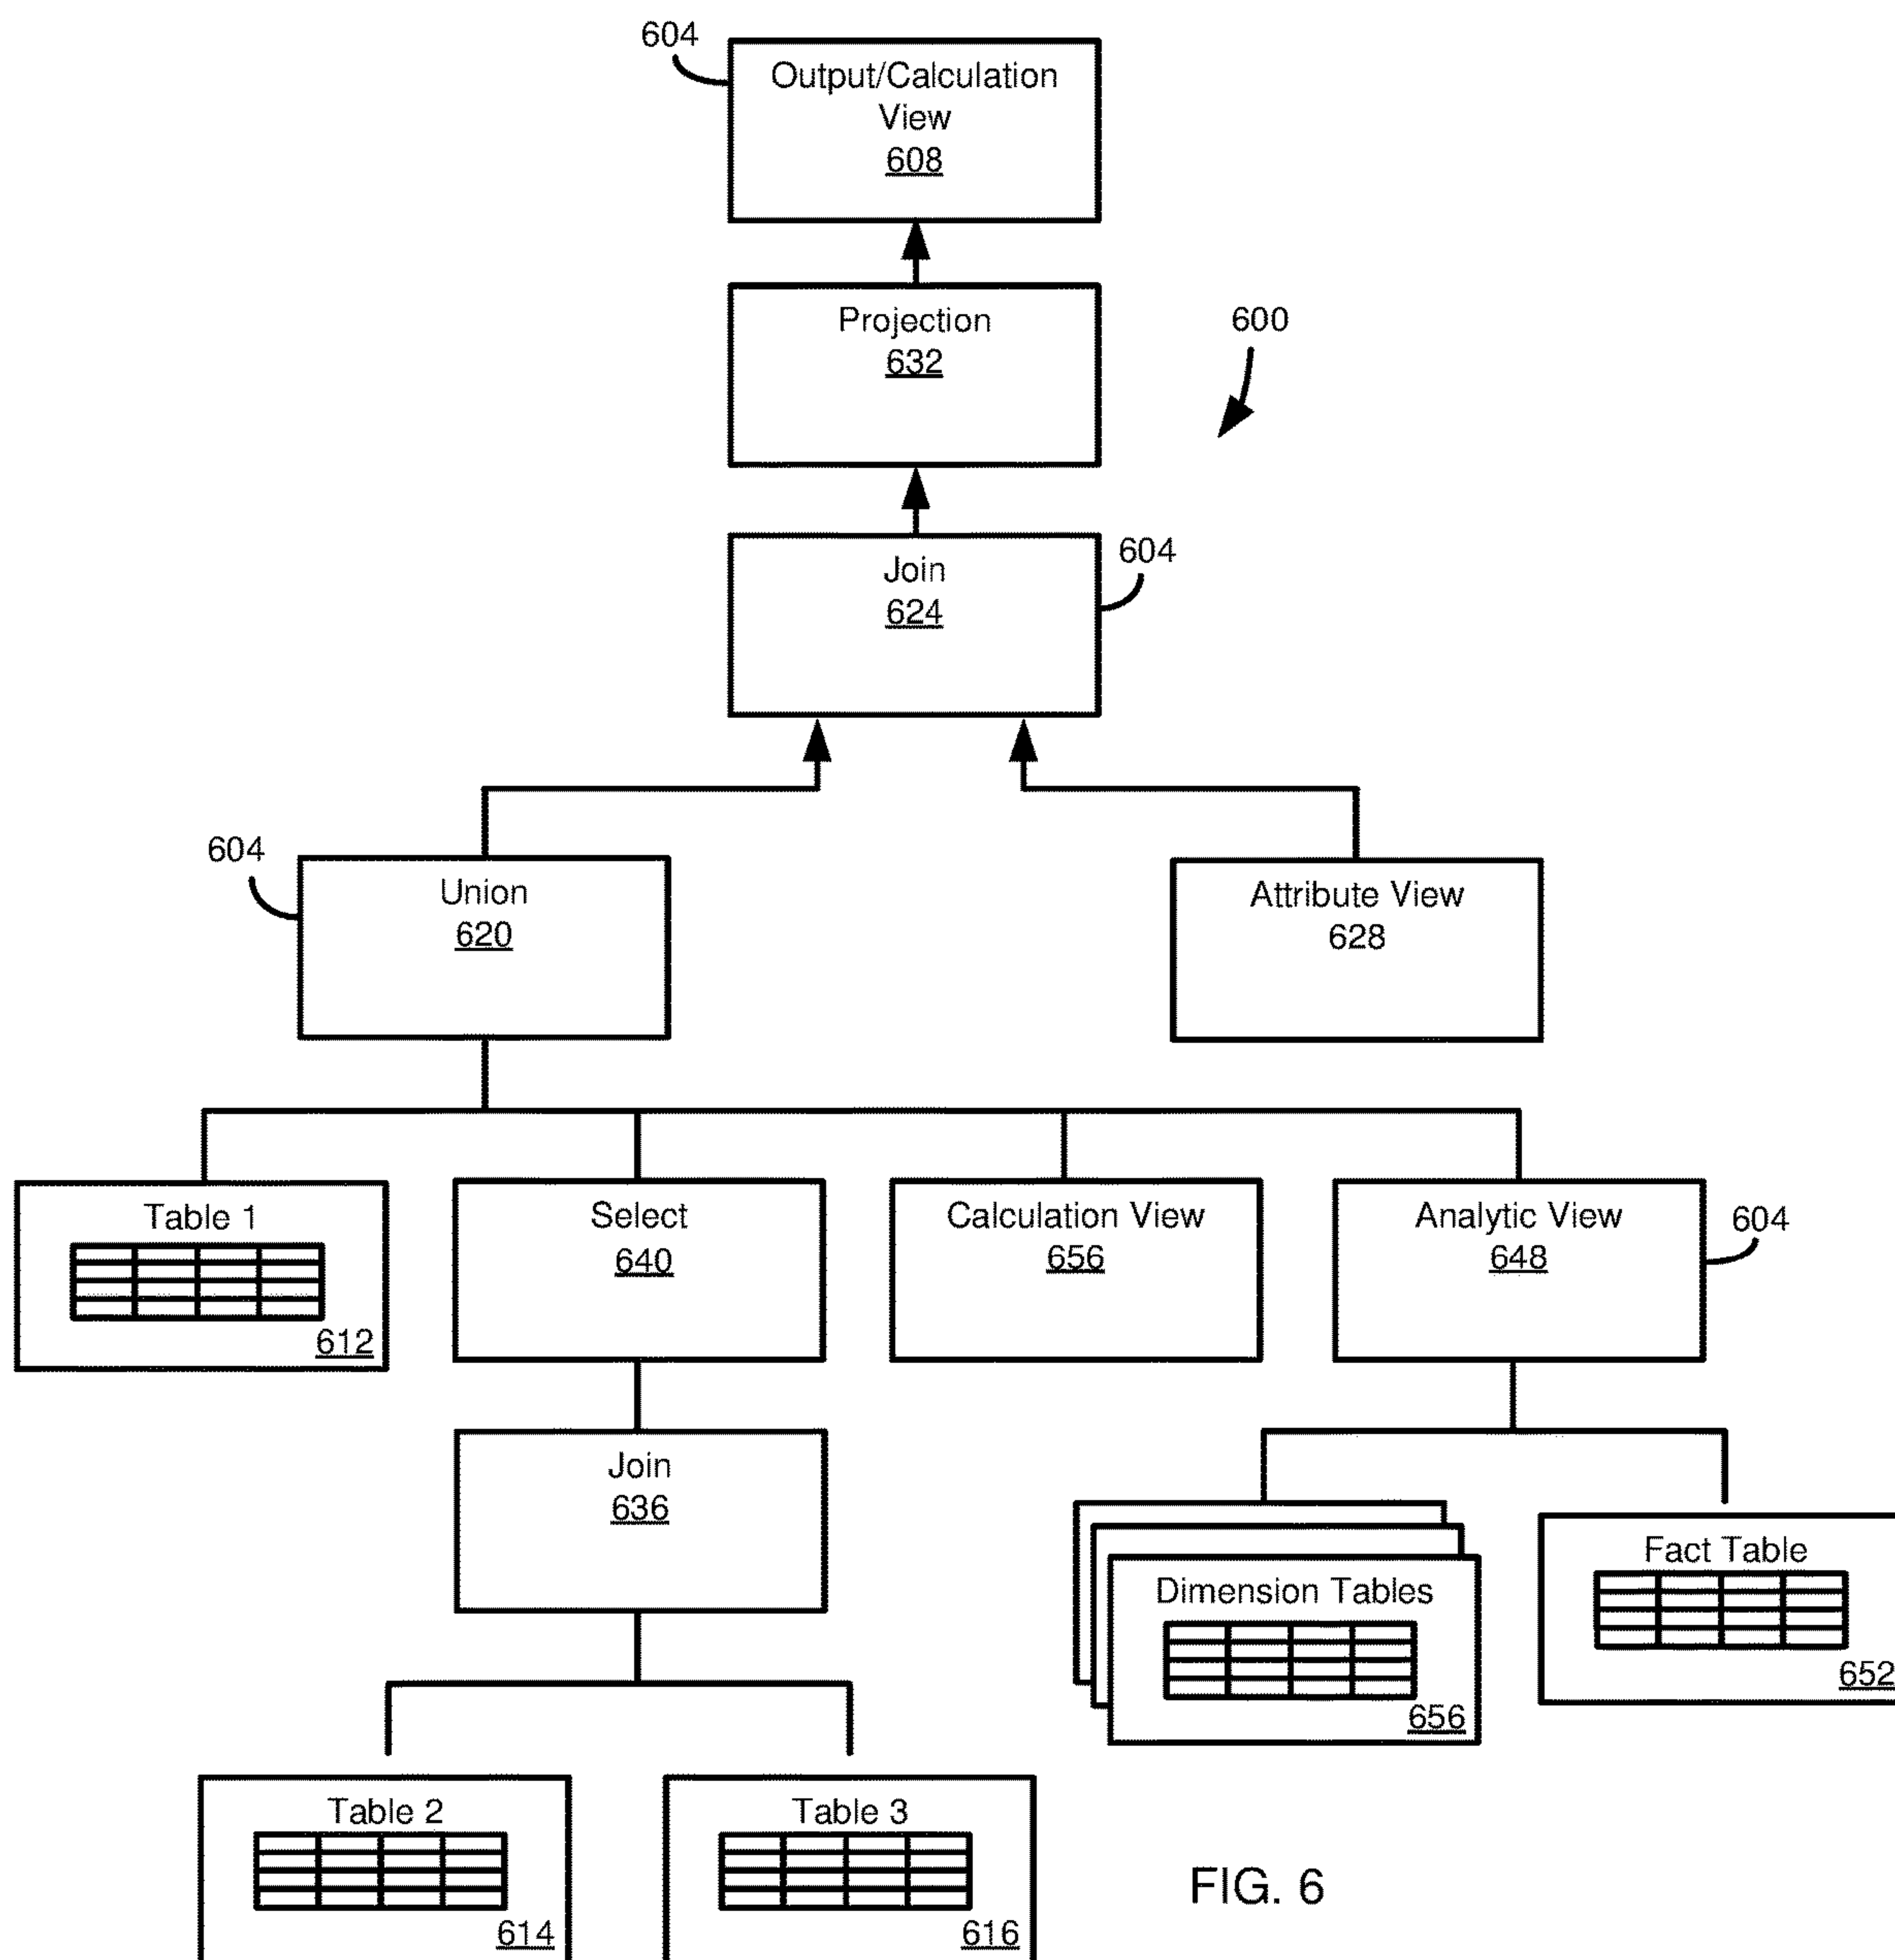 604
Output/Calculation
View
608
Projection
632
600
Join
624
604
604
Union
620
Attribute View
628
Table 1
612
Select
640
Calculation View
656
Analytic View
648
604
Join
636
Dimension Tables
656
Fact Table
652
Table 2
614
Table 3
616
FIG. 6